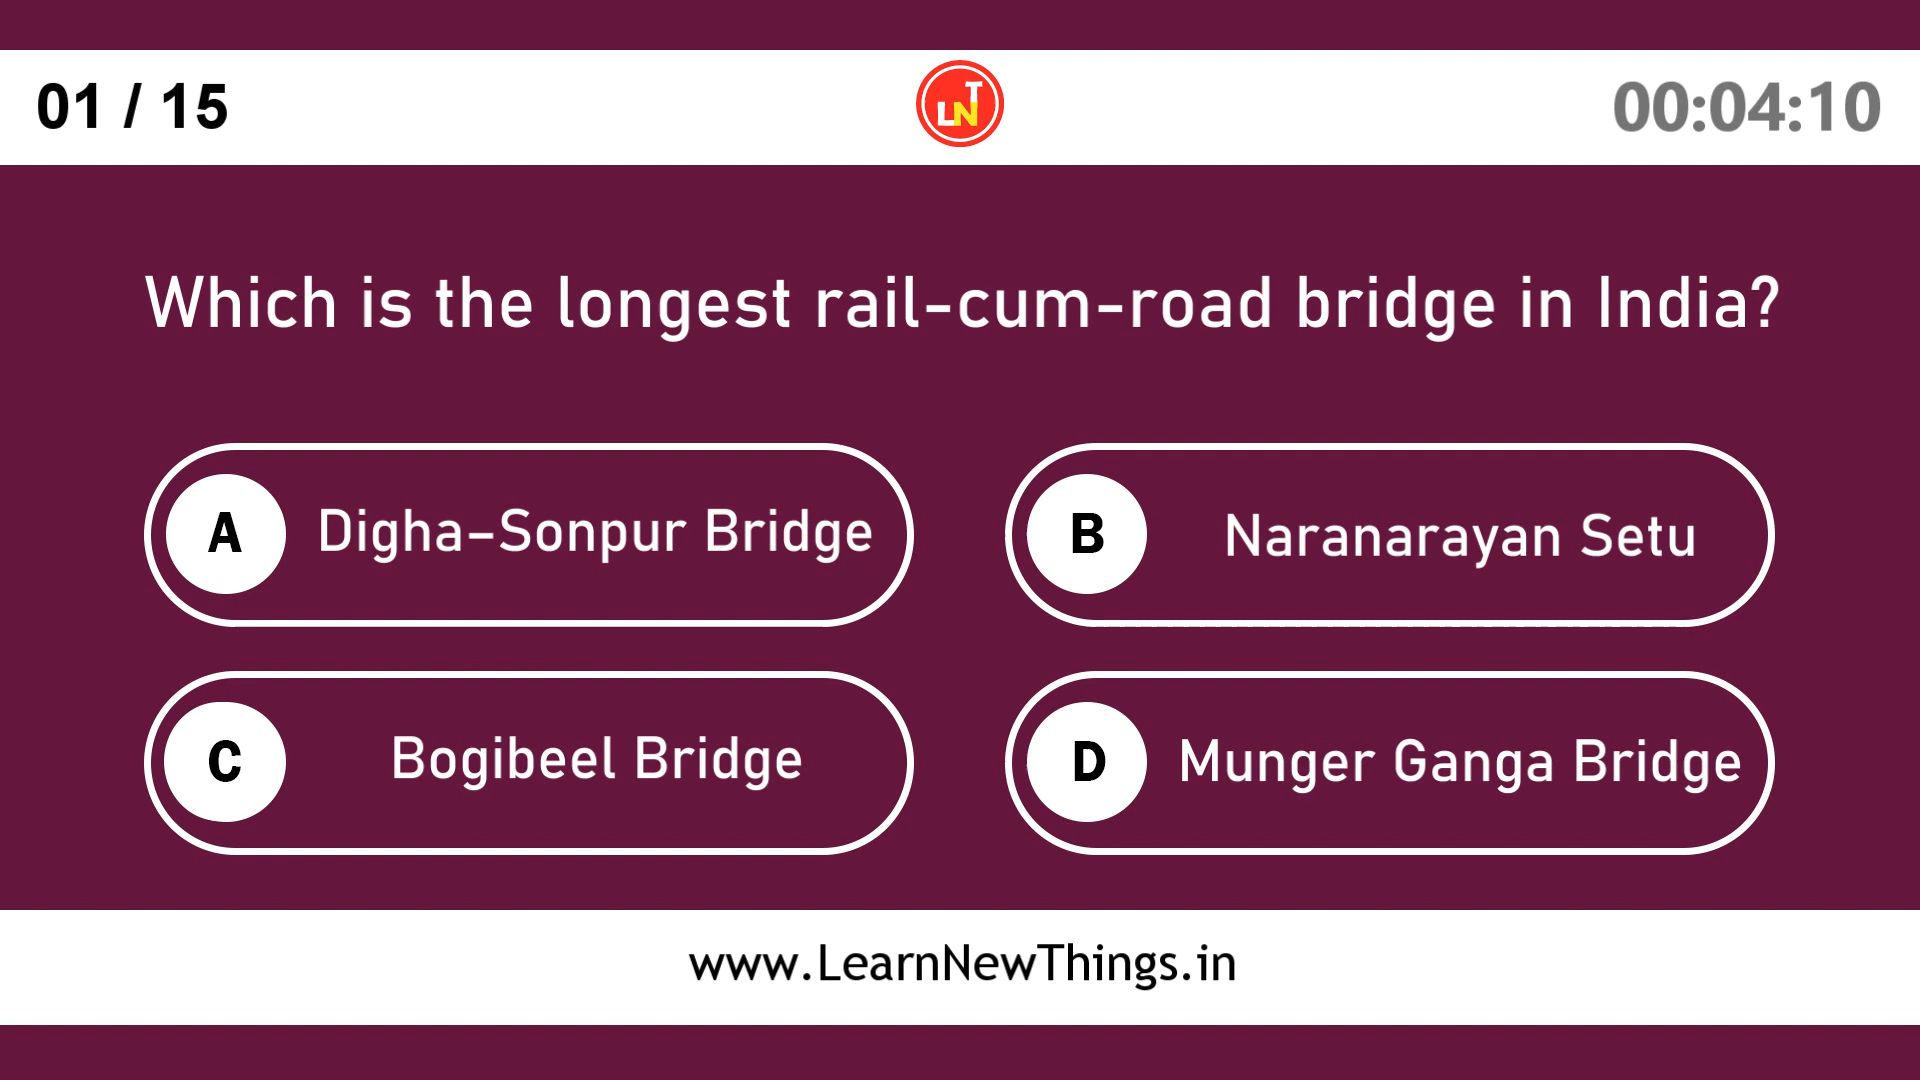 01 / 15
LNT
00:04:10
Which is the longest rail-cum-road bridge in India?
A Digha–Sonpur Bridge
B Naranarayan Setu
C Bogibeel Bridge
D Munger Ganga Bridge
www.LearnNewThings.in